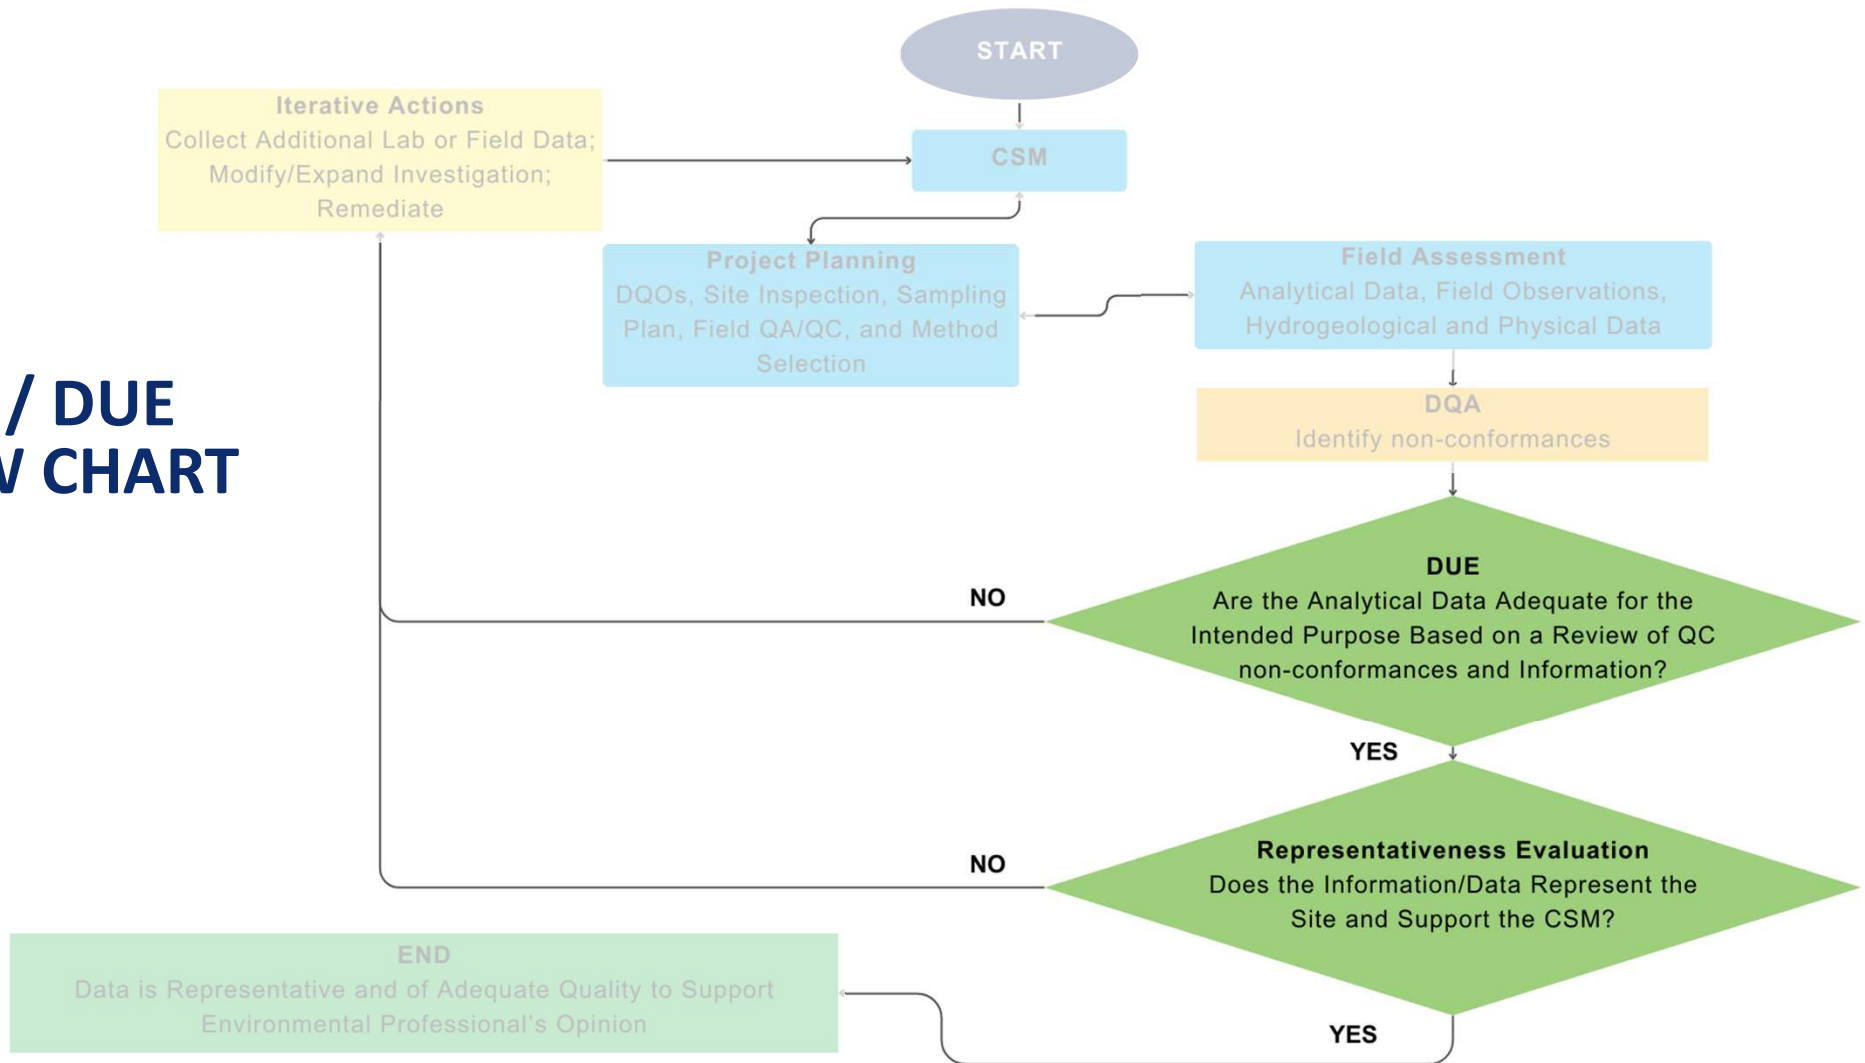 START
Iterative Actions
Collect Additional Lab or Field Data;
Modify/Expand Investigation;
Remediate
CSM
Project Planning
DQOs, Site Inspection, Sampling
Plan, Field QA/QC, and Method
Selection
Field Assessment
Analytical Data, Field Observations,
Hydrogeological and Physical Data
/ DUE
W CHART
DQA
Identify non-conformances
DUE
Are the Analytical Data Adequate for the
Intended Purpose Based on a Review of QC
non-conformances and Information?
NO
YES
Representativeness Evaluation
Does the Information/Data Represent the
Site and Support the CSM?
NO
YES
END
Data is Representative and of Adequate Quality to Support
Environmental Professional's Opinion